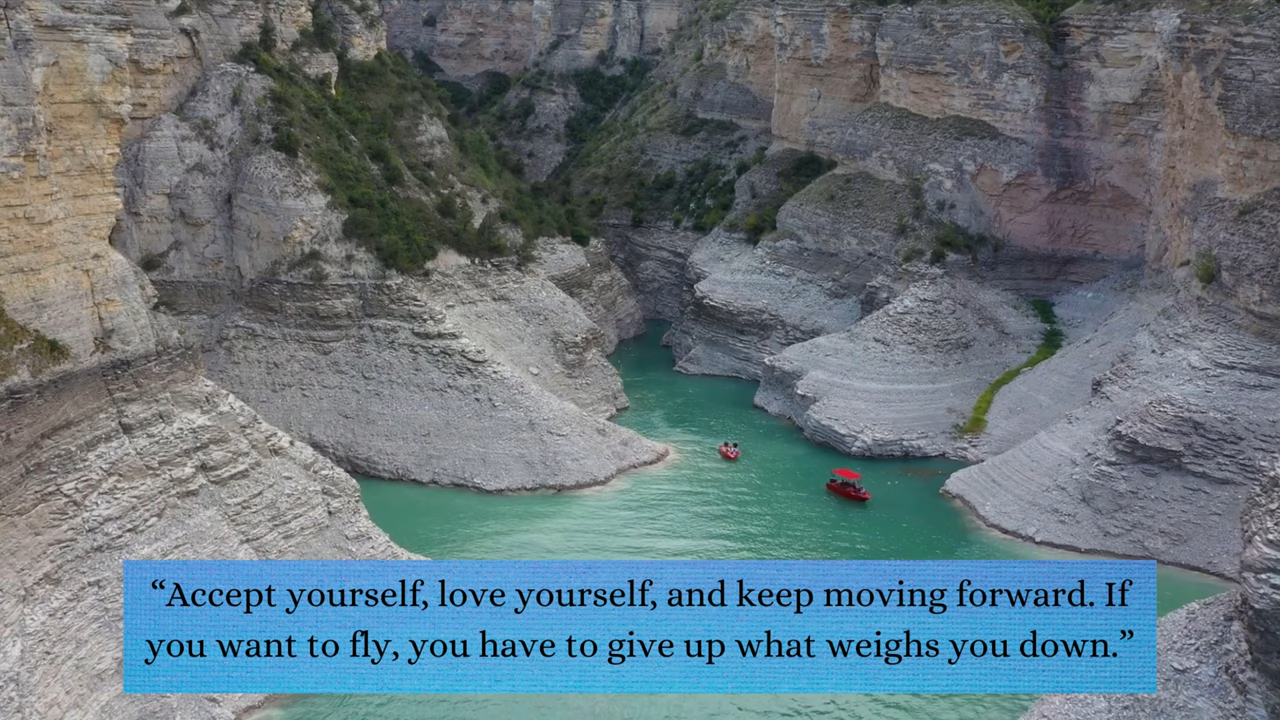 “Accept yourself, love yourself, and keep moving forward. If
you want to fly, you have to give up what weighs you down.”